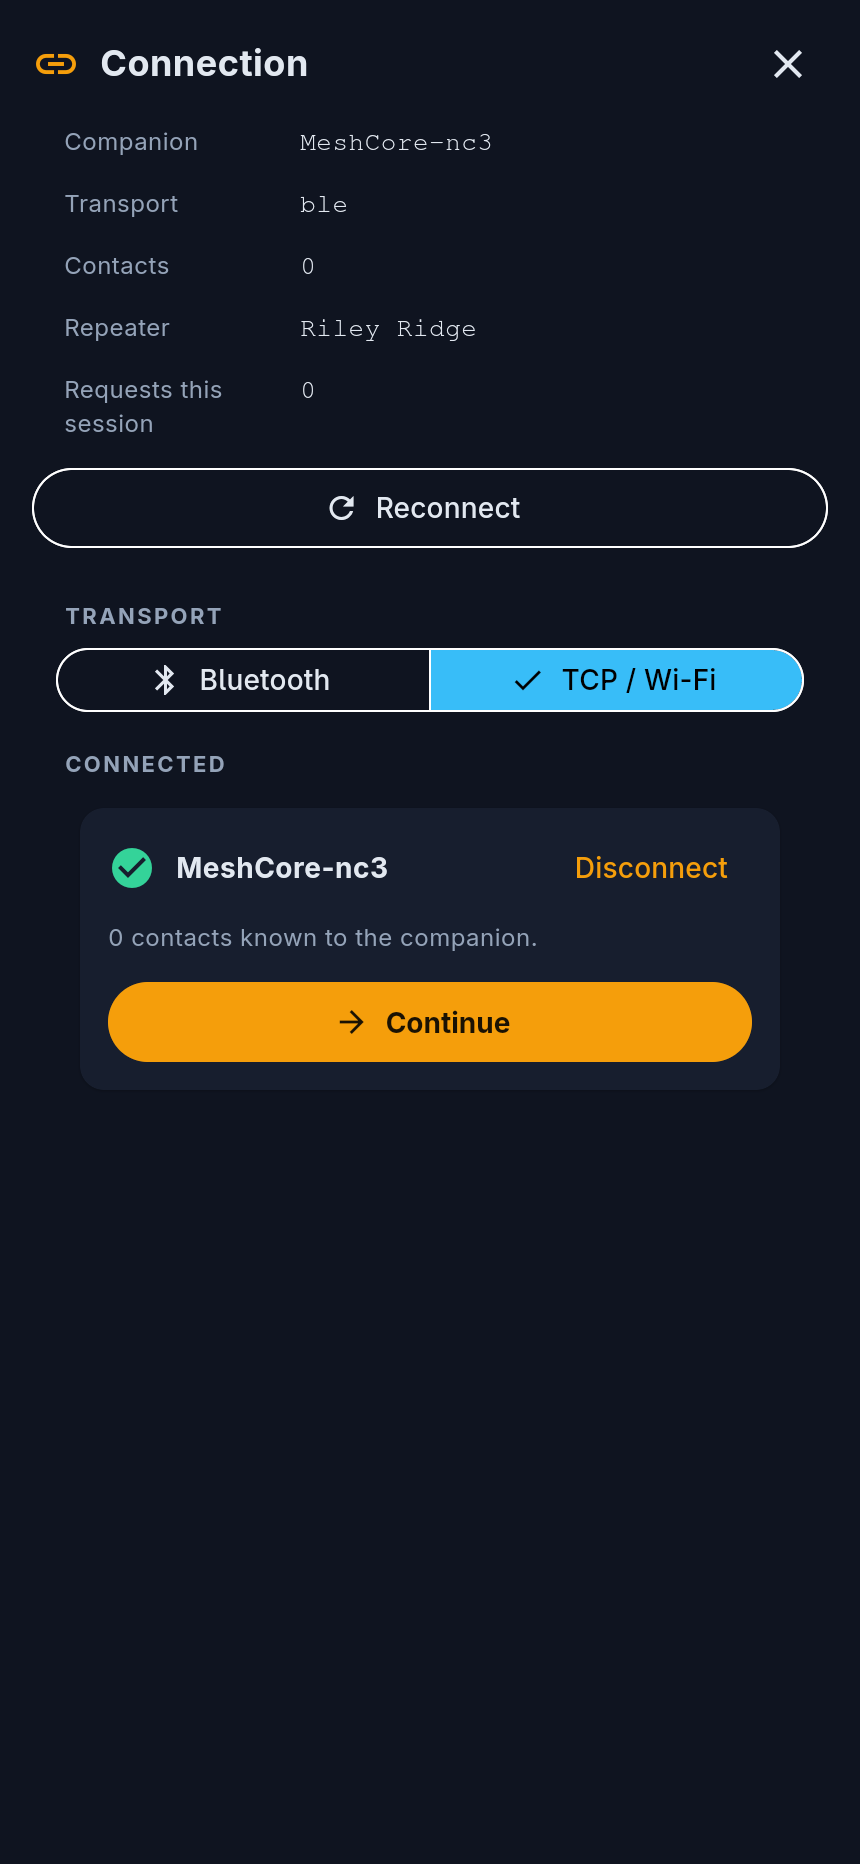 Connection
Companion MeshCore-nc3
Transport ble
Contacts 0
Repeater Riley Ridge
Requests this session 0
Reconnect
TRANSPORT
Bluetooth TCP / Wi-Fi
CONNECTED
MeshCore-nc3 Disconnect
0 contacts known to the companion.
Continue